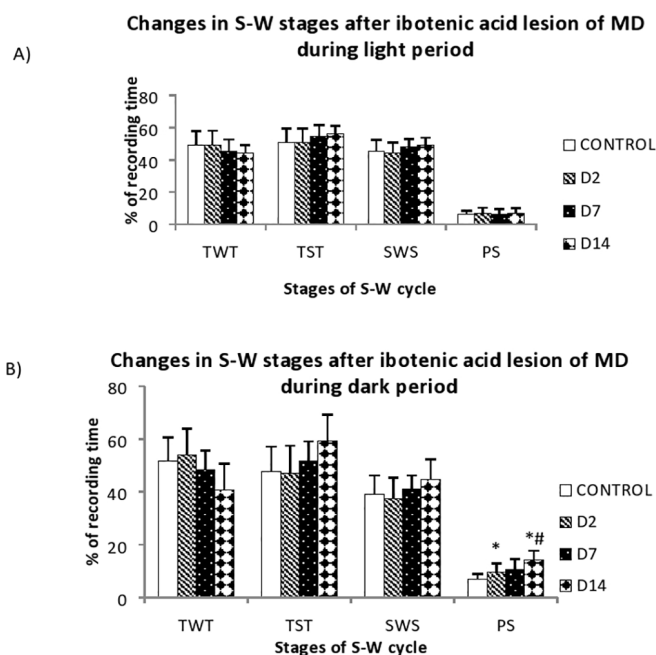 A)
Changes in S-W stages after ibotenic acid lesion of MD
during light period
% of recording time
80
60
40
20
0
TWT TST SWS PS
Stages of S-W cycle
CONTROL
D2
D7
D14
B)
Changes in S-W stages after ibotenic acid lesion of MD
during dark period
% of recording time
80
60
40
20
0
* *#
TWT TST SWS PS
Stages of S-W cycle
CONTROL
D2
D7
D14